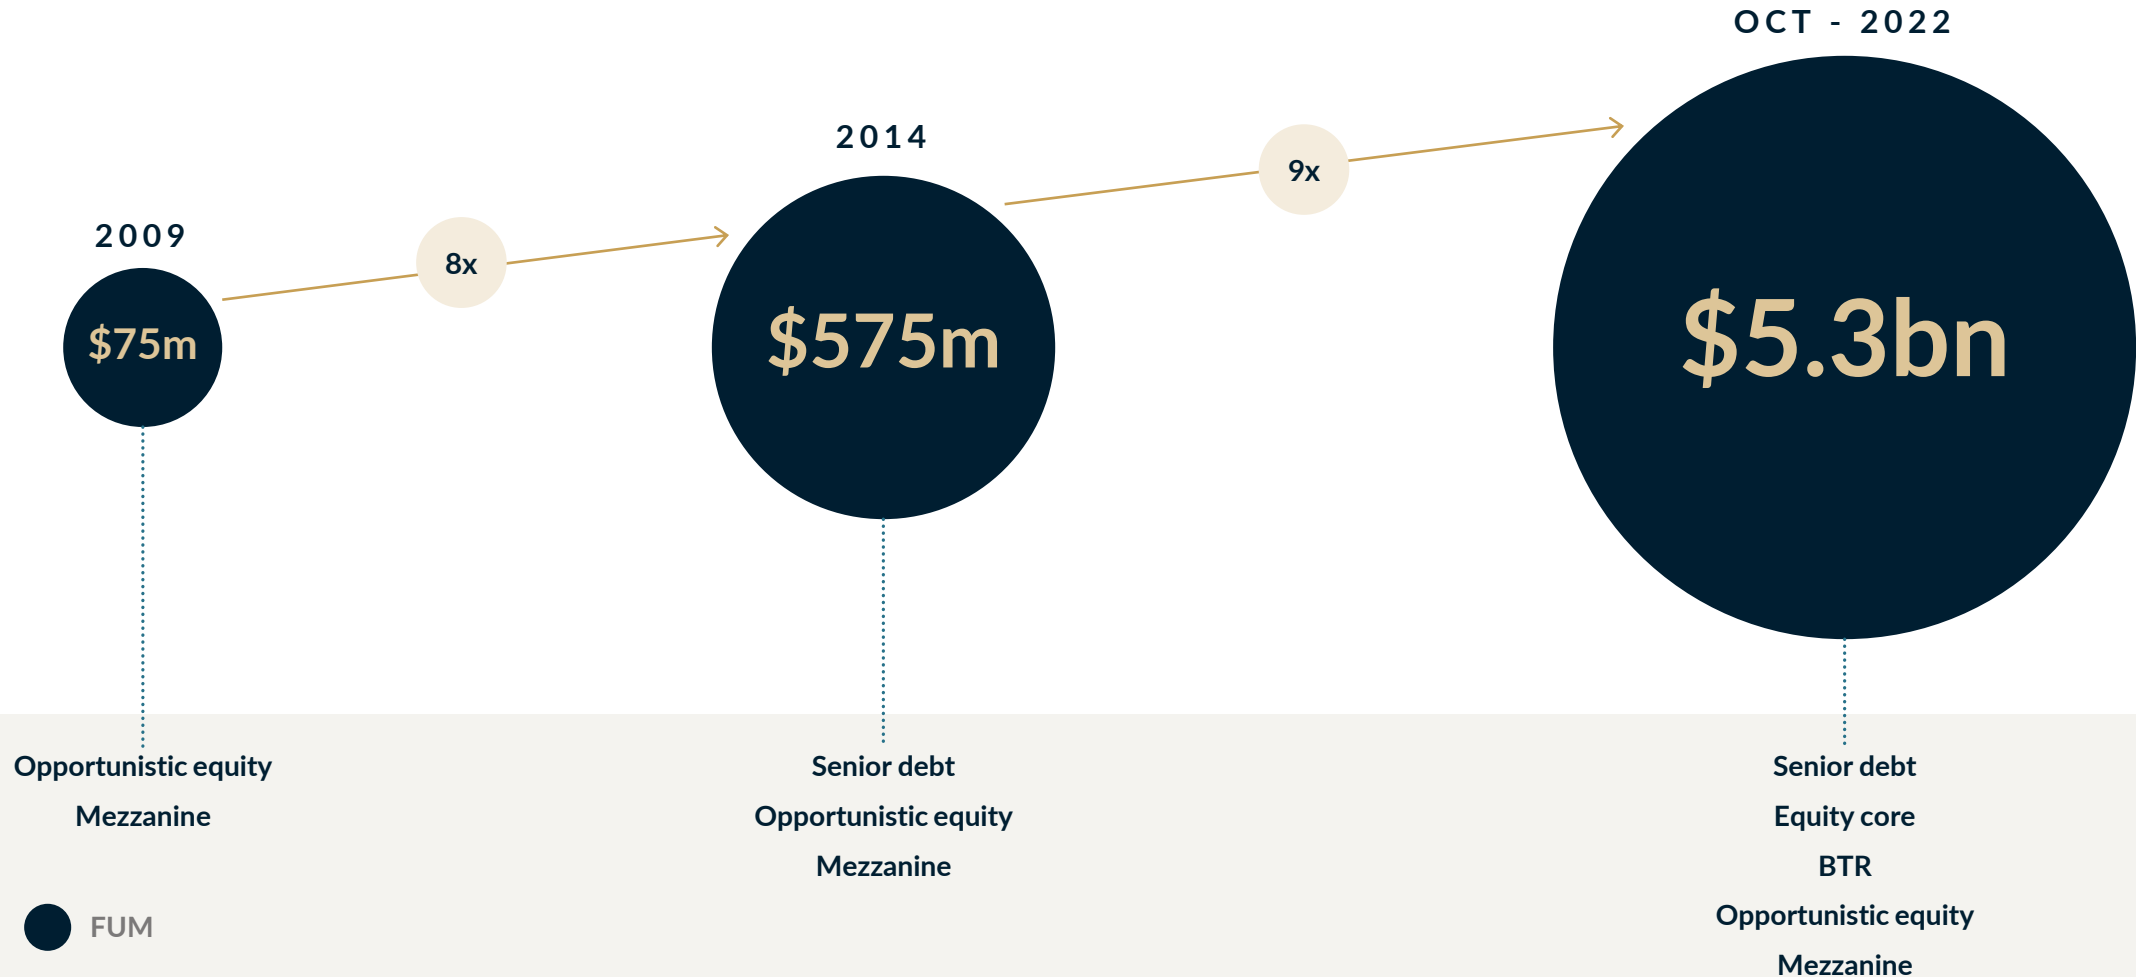 OCT - 2022
2014
9x
2009
8x
$75m
$575m
$5.3bn
Opportunistic equity
Mezzanine
Senior debt
Opportunistic equity
Mezzanine
Senior debt
Equity core
BTR
Opportunistic equity
Mezzanine
FUM